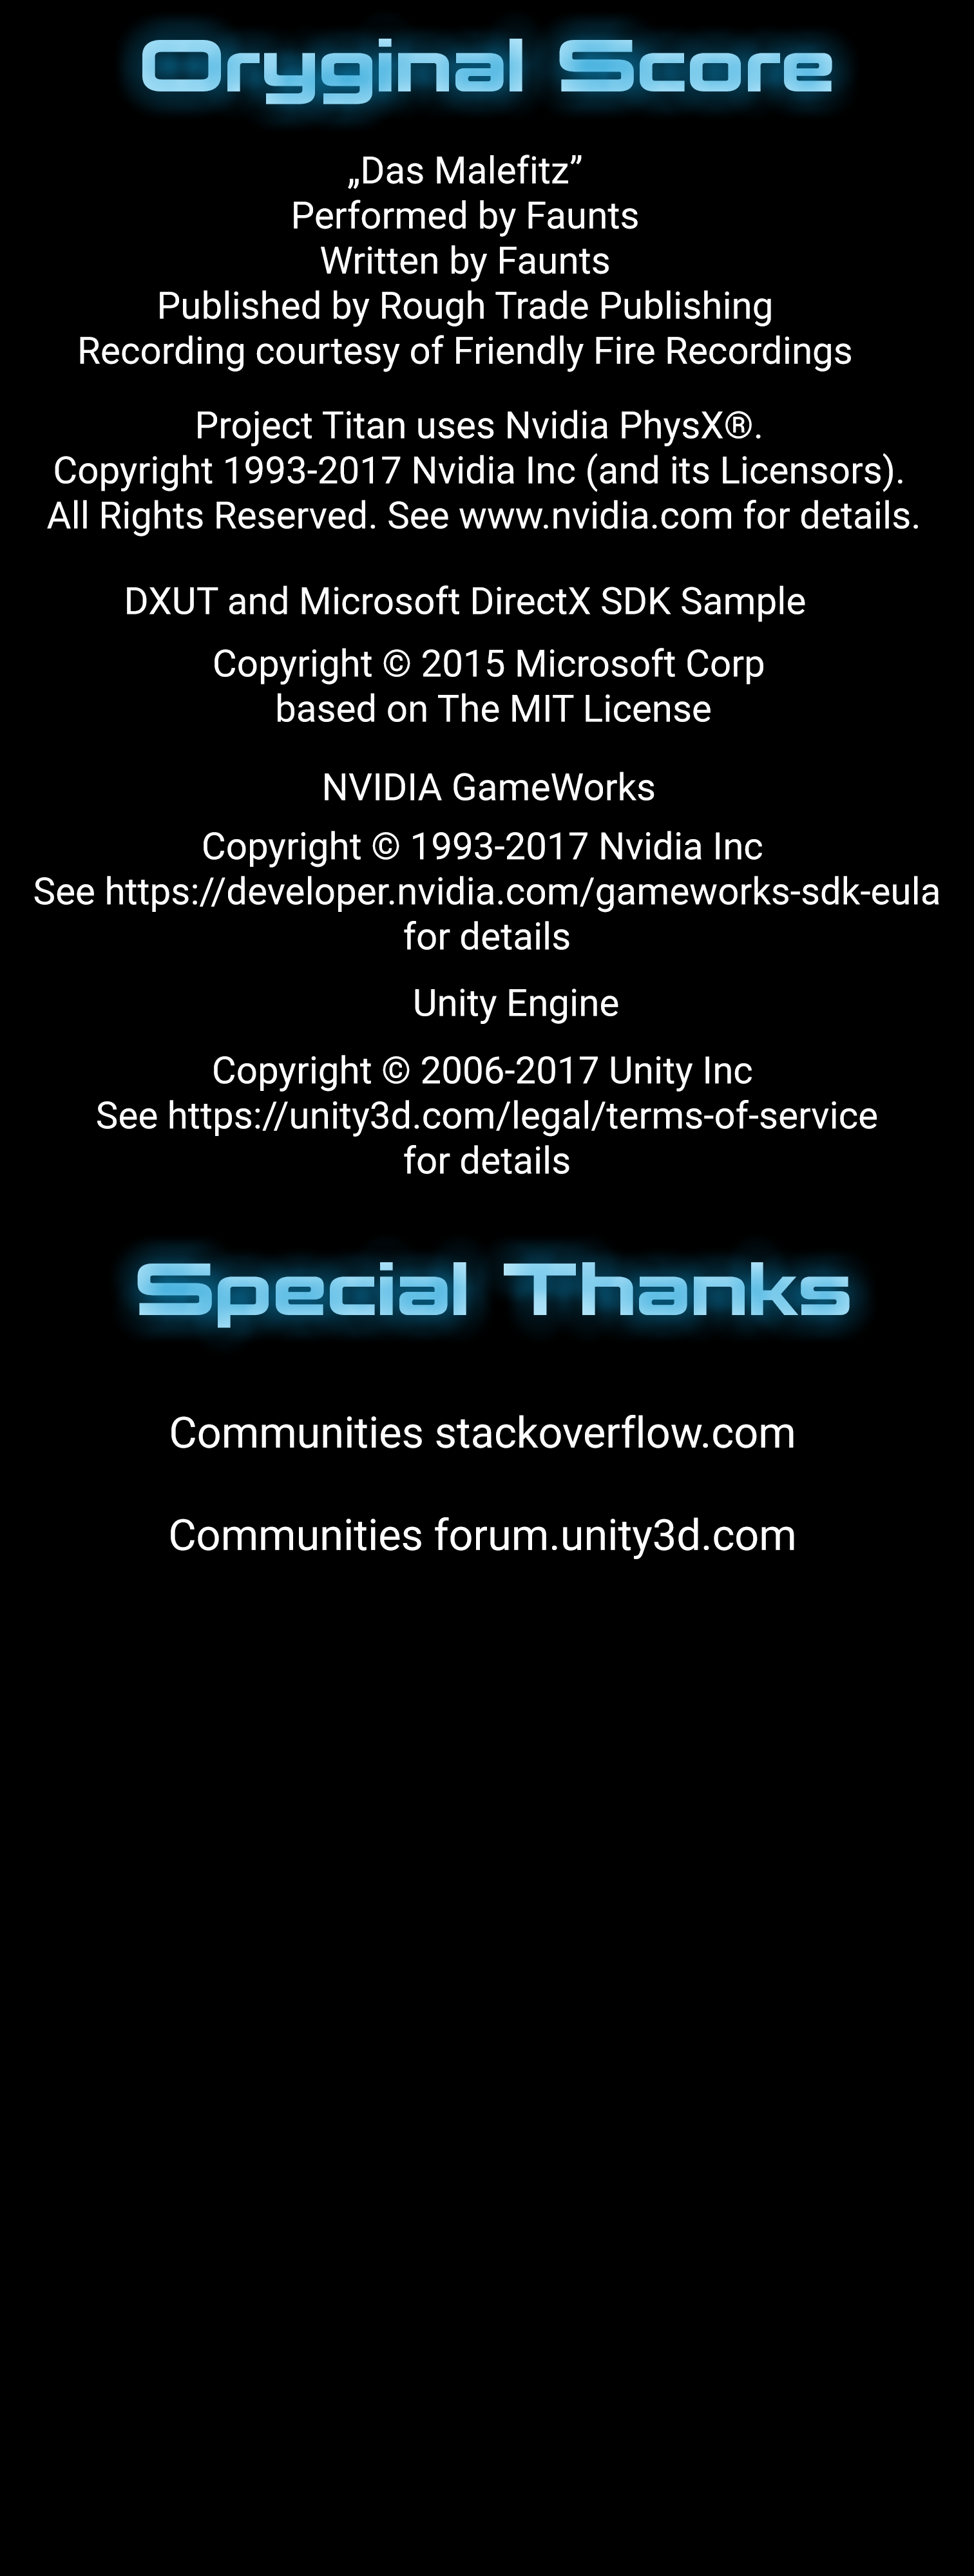 Oryginal Score
„Das Malefitz”
Performed by Faunts
Written by Faunts
Published by Rough Trade Publishing
Recording courtesy of Friendly Fire Recordings
Project Titan uses Nvidia PhysX®.
Copyright 1993-2017 Nvidia Inc (and its Licensors).
All Rights Reserved. See www.nvidia.com for details.
DXUT and Microsoft DirectX SDK Sample
Copyright © 2015 Microsoft Corp
based on The MIT License
NVIDIA GameWorks
Copyright © 1993-2017 Nvidia Inc
See https://developer.nvidia.com/gameworks-sdk-eula
for details
Unity Engine
Copyright © 2006-2017 Unity Inc
See https://unity3d.com/legal/terms-of-service
for details
Special Thanks
Communities stackoverflow.com
Communities forum.unity3d.com